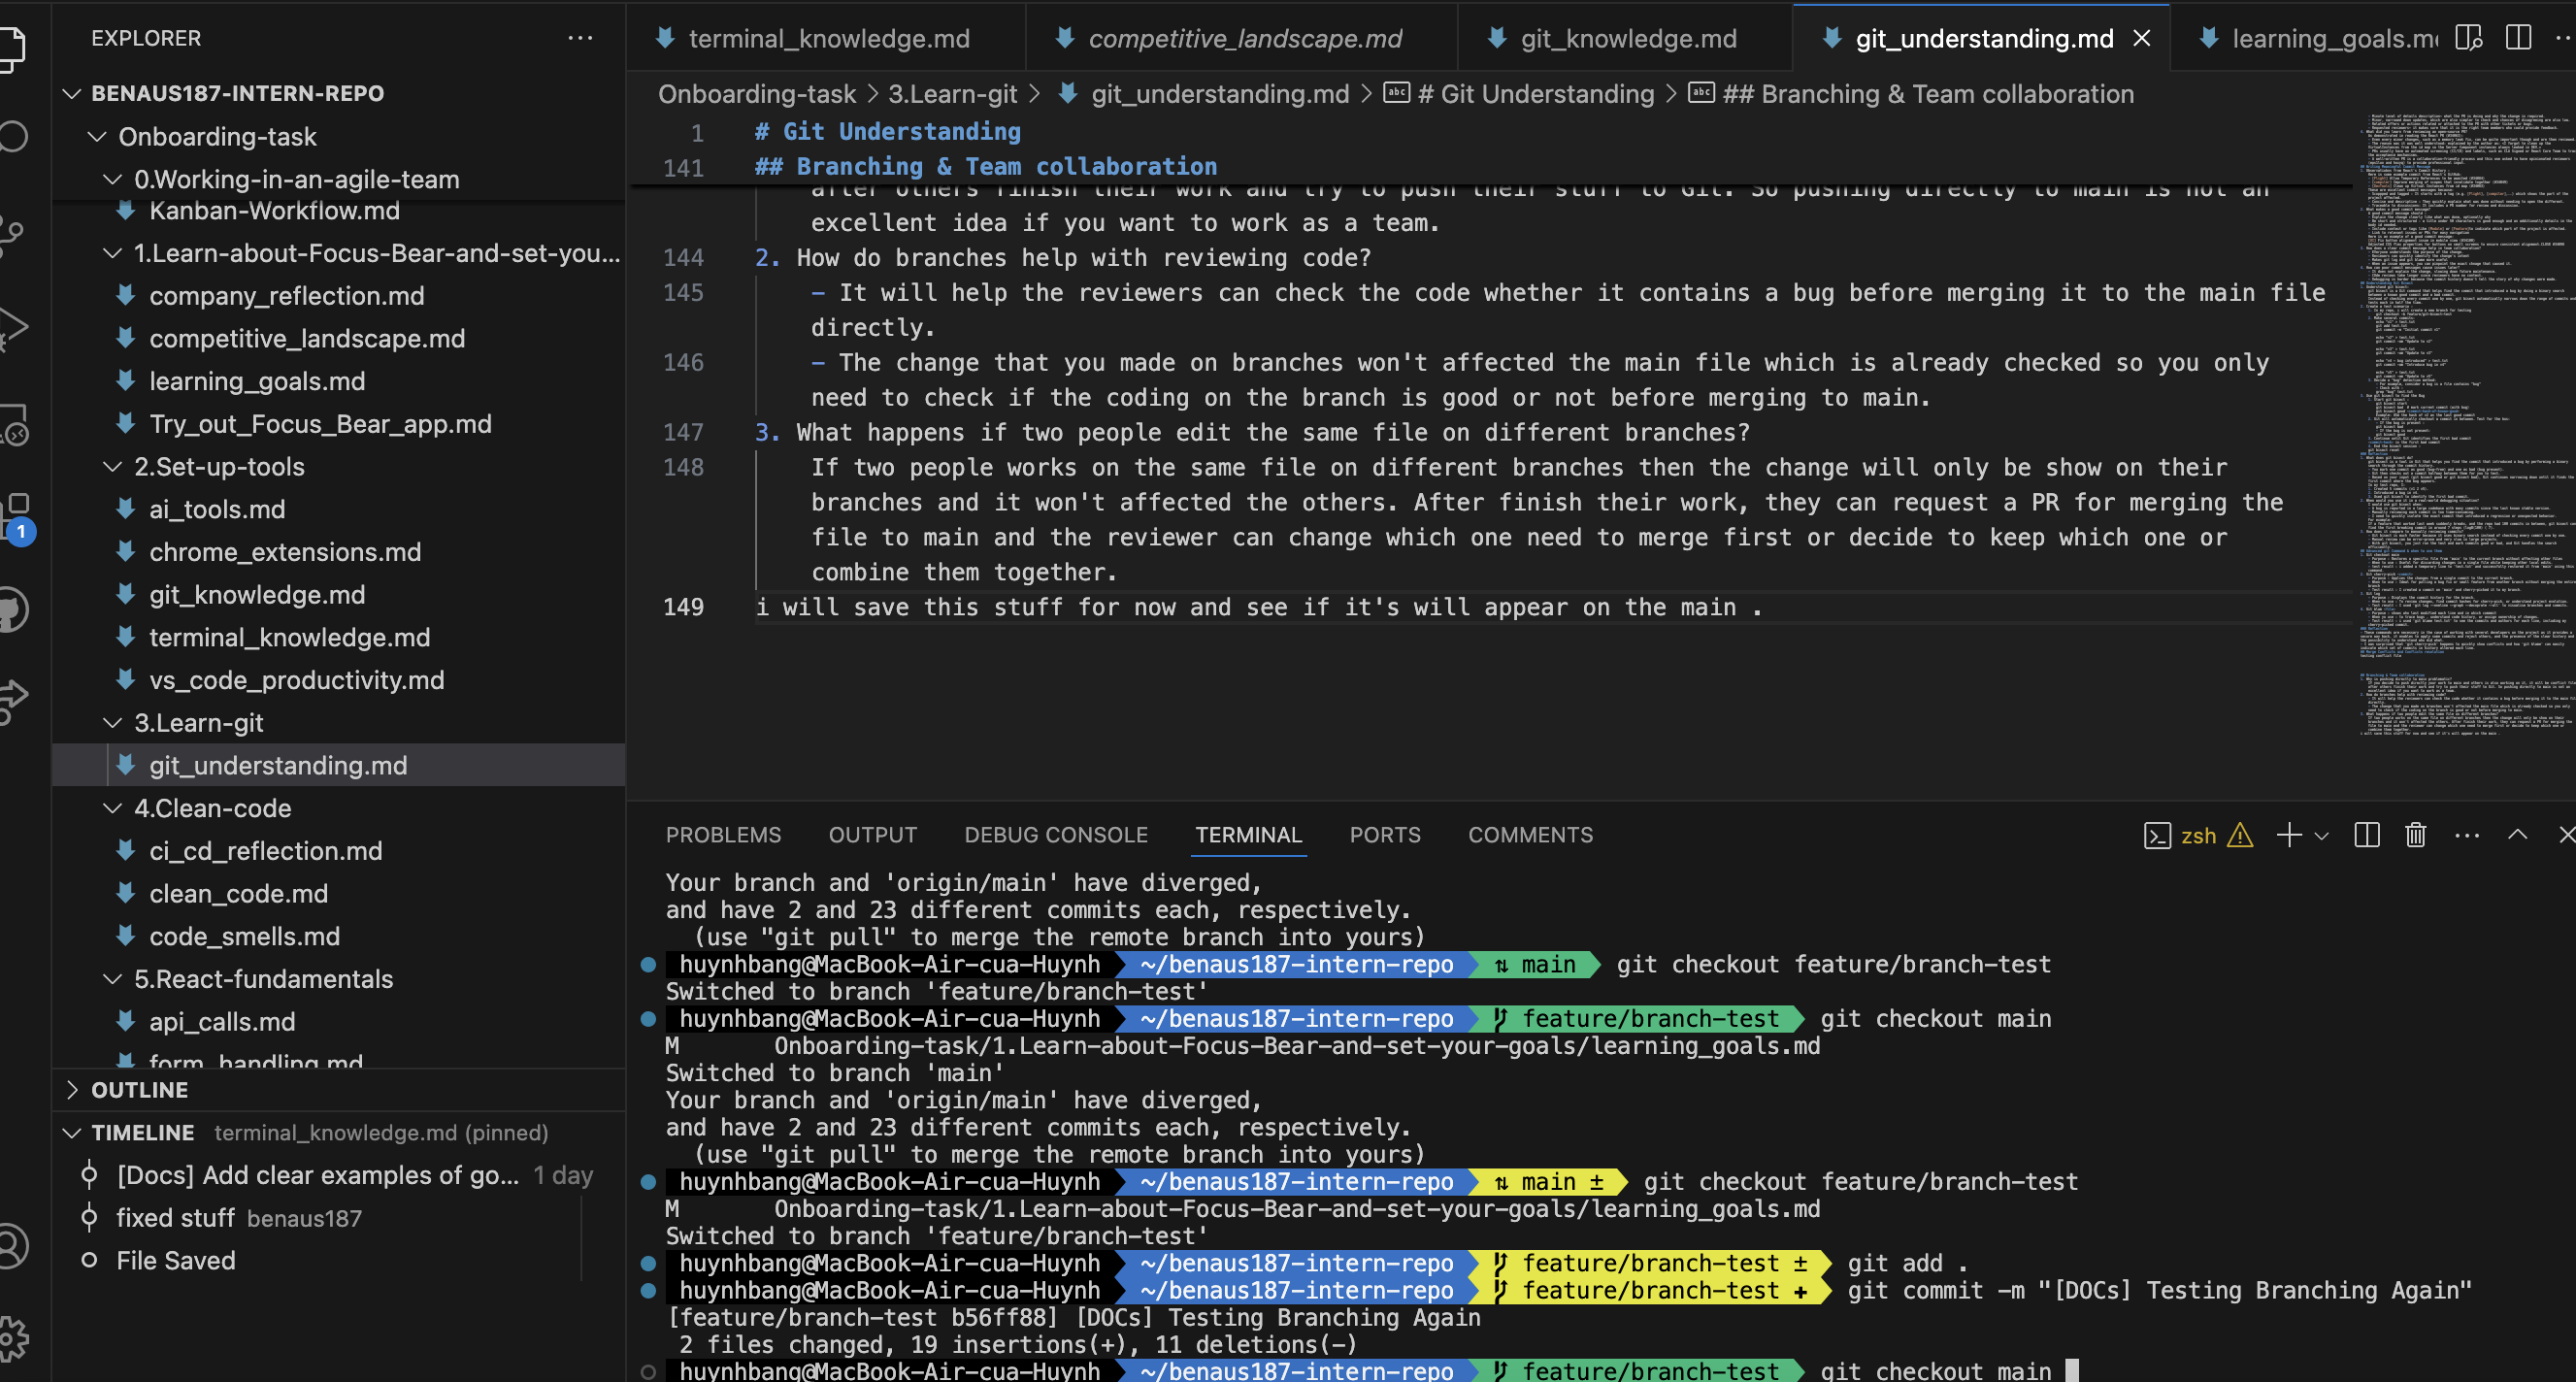 EXPLORER
BENAUS187-INTERN-REPO
Onboarding-task
0.Working-in-an-agile-team
Kanban-Workflow.md
1.Learn-about-Focus-Bear-and-set-you...
company_reflection.md
competitive_landscape.md
learning_goals.md
Try_out_Focus_Bear_app.md
2.Set-up-tools
ai_tools.md
chrome_extensions.md
git_knowledge.md
terminal_knowledge.md
vs_code_productivity.md
3.Learn-git
git_understanding.md
4.Clean-code
ci_cd_reflection.md
clean_code.md
code_smells.md
5.React-fundamentals
api_calls.md
form_handling.md
OUTLINE
TIMELINE terminal_knowledge.md (pinned)
[Docs] Add clear examples of go... 1 day
fixed stuff benaus187
File Saved
1
terminal_knowledge.md competitive_landscape.md git_knowledge.md git_understanding.md learning_goals.m
Onboarding-task > 3.Learn-git > git_understanding.md > # Git Understanding > ## Branching & Team collaboration
1 # Git Understanding
141 ## Branching & Team collaboration
after others finish their work and try to push their stuff to Git. So pushing directly to main is not an
excellent idea if you want to work as a team.
144 2. How do branches help with reviewing code?
145 - It will help the reviewers can check the code whether it contains a bug before merging it to the main file
directly.
146 - The change that you made on branches won't affected the main file which is already checked so you only
need to check if the coding on the branch is good or not before merging to main.
147 3. What happens if two people edit the same file on different branches?
148 If two people works on the same file on different branches then the change will only be show on their
branches and it won't affected the others. After finish their work, they can request a PR for merging the
file to main and the reviewer can change which one need to merge first or decide to keep which one or
combine them together.
149 i will save this stuff for now and see if it's will appear on the main .
PROBLEMS OUTPUT DEBUG CONSOLE TERMINAL PORTS COMMENTS
zsh
Your branch and 'origin/main' have diverged,
and have 2 and 23 different commits each, respectively.
(use "git pull" to merge the remote branch into yours)
huynhbang@MacBook-Air-cua-Huynh ~/benaus187-intern-repo ⇅ main git checkout feature/branch-test
Switched to branch 'feature/branch-test'
huynhbang@MacBook-Air-cua-Huynh ~/benaus187-intern-repo feature/branch-test git checkout main
M Onboarding-task/1.Learn-about-Focus-Bear-and-set-your-goals/learning_goals.md
Switched to branch 'main'
Your branch and 'origin/main' have diverged,
and have 2 and 23 different commits each, respectively.
(use "git pull" to merge the remote branch into yours)
huynhbang@MacBook-Air-cua-Huynh ~/benaus187-intern-repo ⇅ main ± git checkout feature/branch-test
M Onboarding-task/1.Learn-about-Focus-Bear-and-set-your-goals/learning_goals.md
Switched to branch 'feature/branch-test'
huynhbang@MacBook-Air-cua-Huynh ~/benaus187-intern-repo feature/branch-test ± git add .
huynhbang@MacBook-Air-cua-Huynh ~/benaus187-intern-repo feature/branch-test + git commit -m "[DOCs] Testing Branching Again"
[feature/branch-test b56ff88] [DOCs] Testing Branching Again
2 files changed, 19 insertions(+), 11 deletions(-)
huynhbang@MacBook-Air-cua-Huynh ~/benaus187-intern-repo feature/branch-test git checkout main